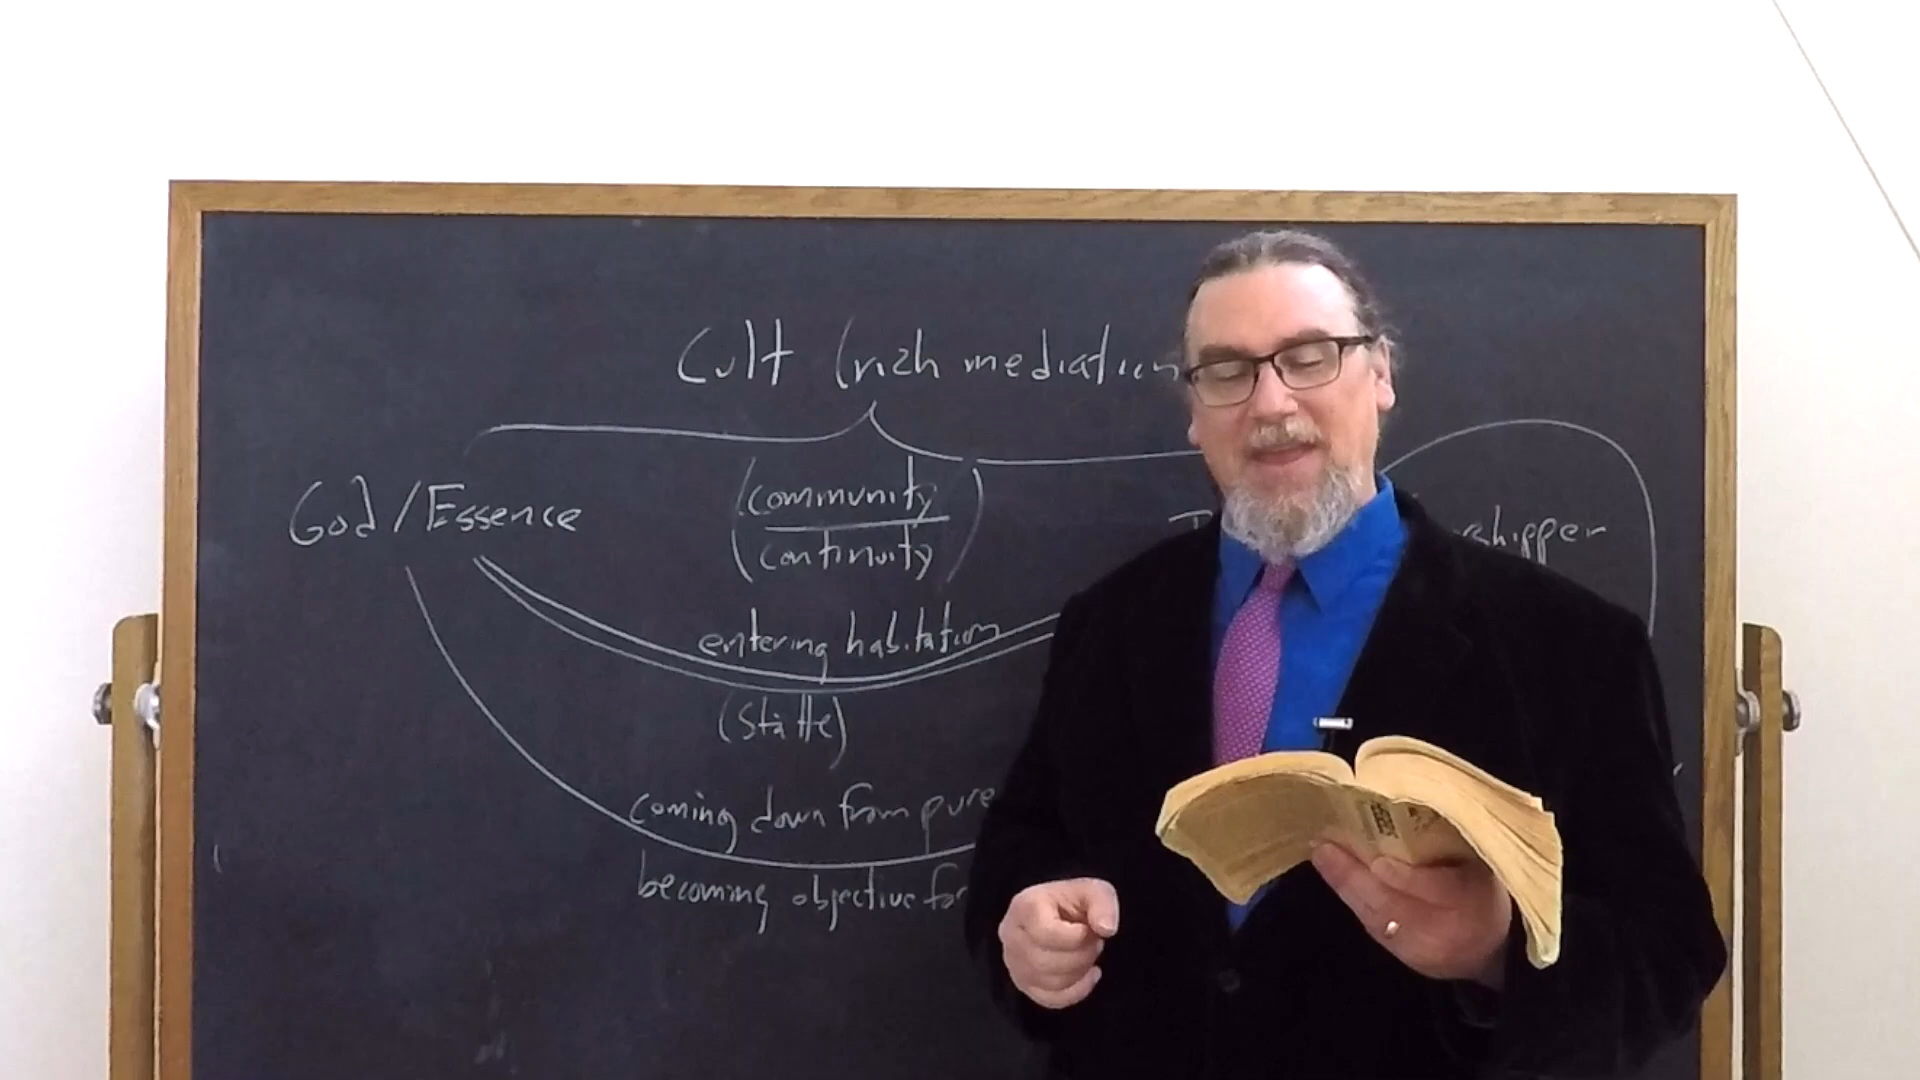 Cult (rich mediation
God/Essence
(community
(continuity
)
shipper
entering habitation
(Stätte)
coming down from pure
becoming objective for